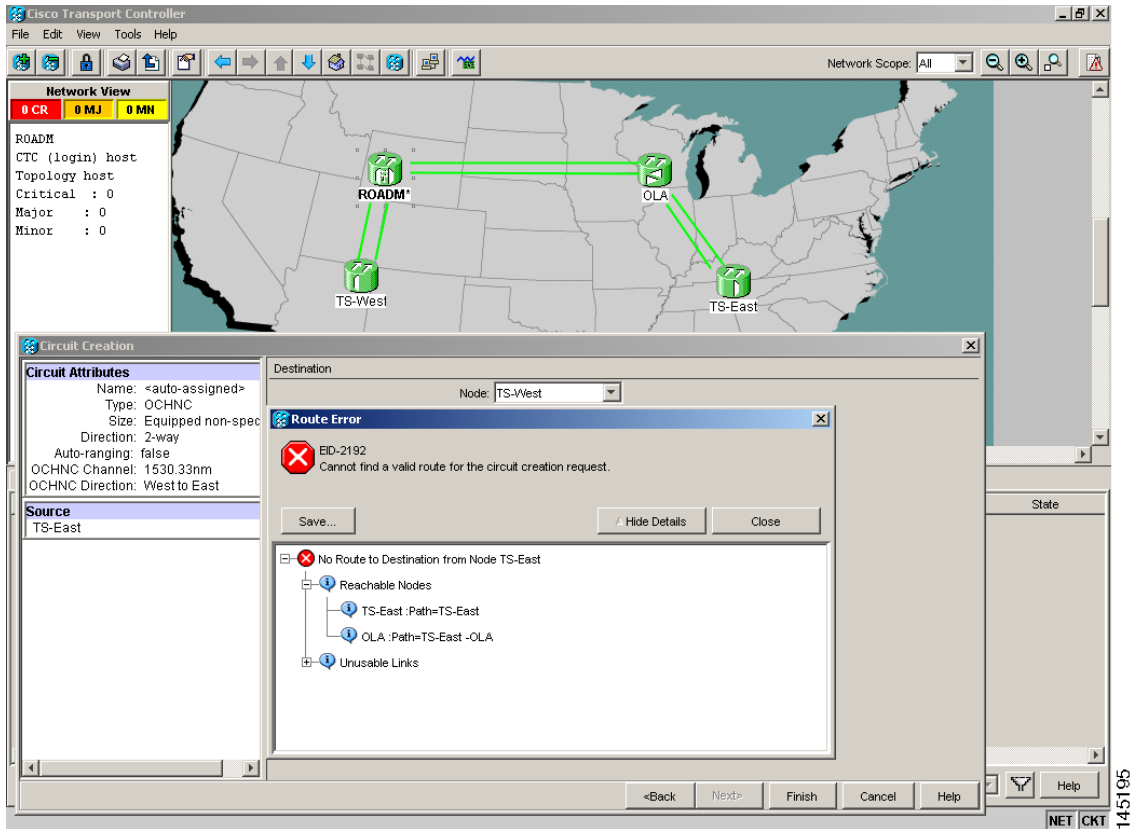 Cisco Transport Controller
File Edit View Tools Help
Network Scope: All
Network View
0 CR 0 MJ 0 MN
ROADM
CTC (login) host
Topology host
Critical : 0
Major : 0
Minor : 0
ROADM*
OLA
TS-West
TS-East
Circuit Creation
Circuit Attributes
Name: <auto-assigned>
Type: OCHNC
Size: Equipped non-spec
Direction: 2-way
Auto-ranging: false
OCHNC Channel: 1530.33nm
OCHNC Direction: West to East
Source
TS-East
Destination
Node: TS-West
Route Error
EID-2192
Cannot find a valid route for the circuit creation request.
Save...
Hide Details
Close
No Route to Destination from Node TS-East
Reachable Nodes
TS-East :Path=TS-East
OLA :Path=TS-East -OLA
Unusable Links
State
<Back
Next>
Finish
Cancel
Help
Help
NET CKT
145195